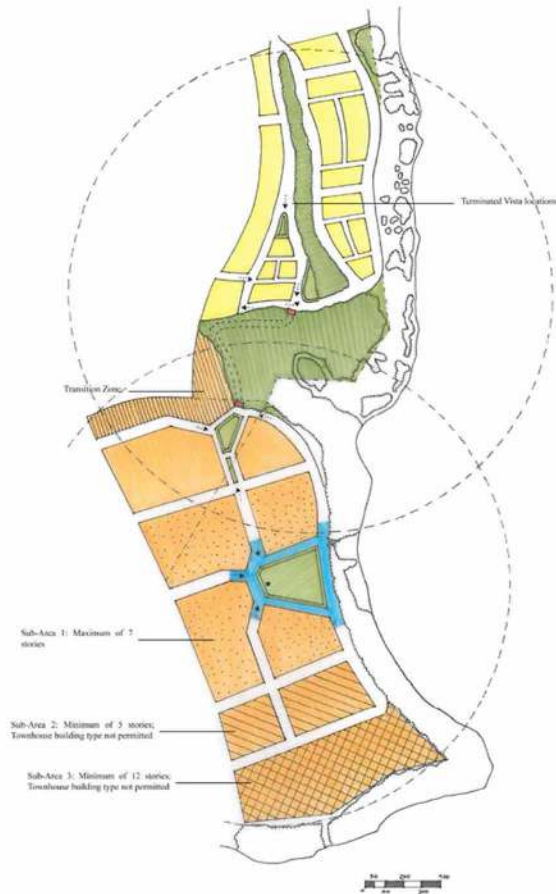 Terminated Vista locations
Transition Zone
Sub-Area 1: Maximum of 7
stories
Sub-Area 2: Minimum of 5 stories;
Townhouse building type not permitted
Sub-Area 3: Minimum of 12 stories;
Townhouse building type not permitted